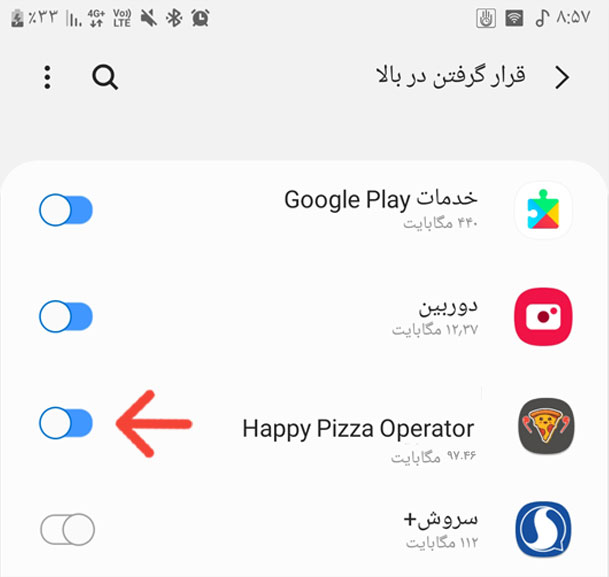 ۸:۵۷
4G+
Vo))
LTE
٪۳۳
قرار گرفتن در بالا
خدمات Google Play
۴۴۰ مگابایت
دوربین
۱۲٫۳۷ مگابایت
Happy Pizza Operator
۹۷.۴۶ مگابایت
سروش+
۱۱۲ مگابایت